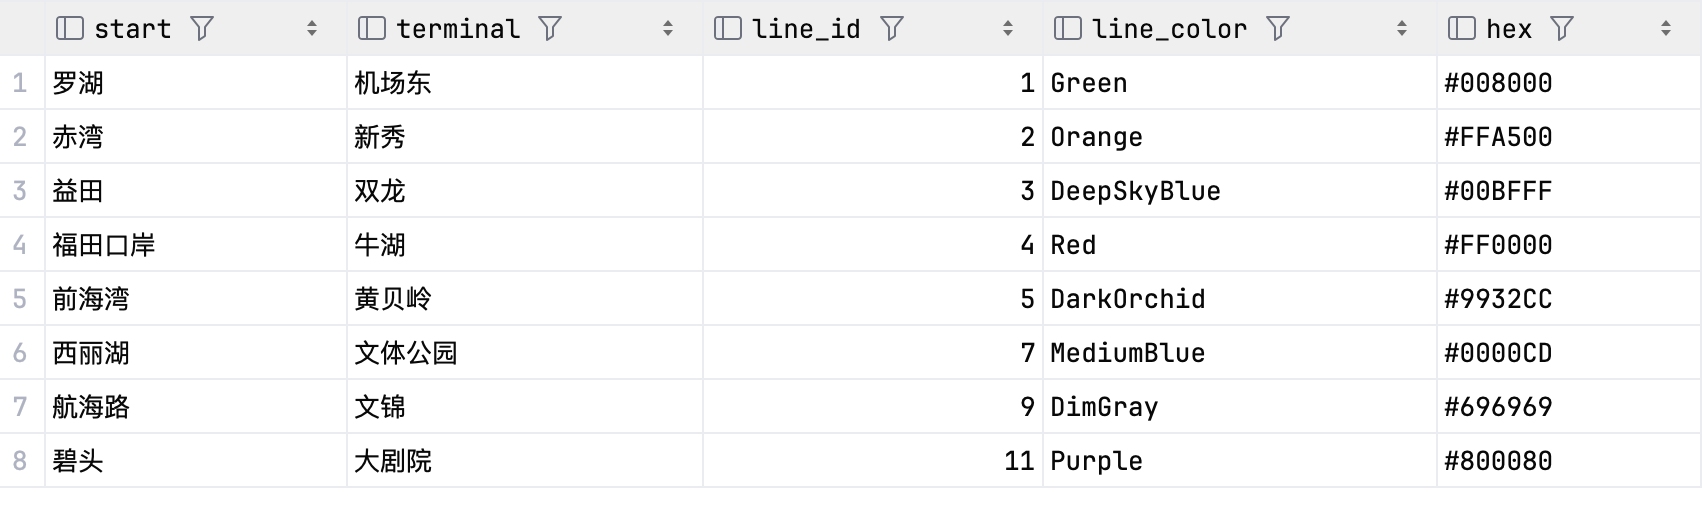 start terminal line_id line_color hex
1 罗湖 机场东 1 Green #008000
2 赤湾 新秀 2 Orange #FFA500
3 益田 双龙 3 DeepSkyBlue #00BFFF
4 福田口岸 牛湖 4 Red #FF0000
5 前海湾 黄贝岭 5 DarkOrchid #9932CC
6 西丽湖 文体公园 7 MediumBlue #0000CD
7 航海路 文锦 9 DimGray #696969
8 碧头 大剧院 11 Purple #800080